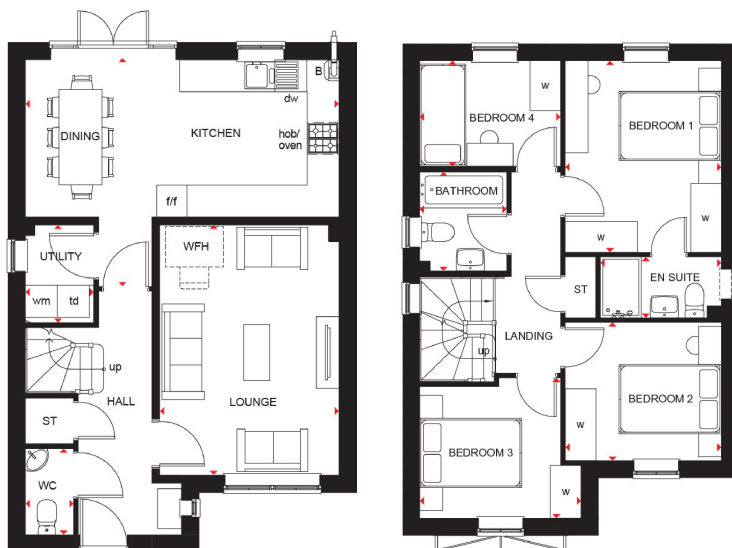 B
dw
DINING
KITCHEN
hob/
oven
f/f
UTILITY
WFH
wm
td
up
HALL
LOUNGE
ST
WC
w
BEDROOM 4
BEDROOM 1
BATHROOM
w
w
EN SUITE
ST
LANDING
up
BEDROOM 2
w
BEDROOM 3
w